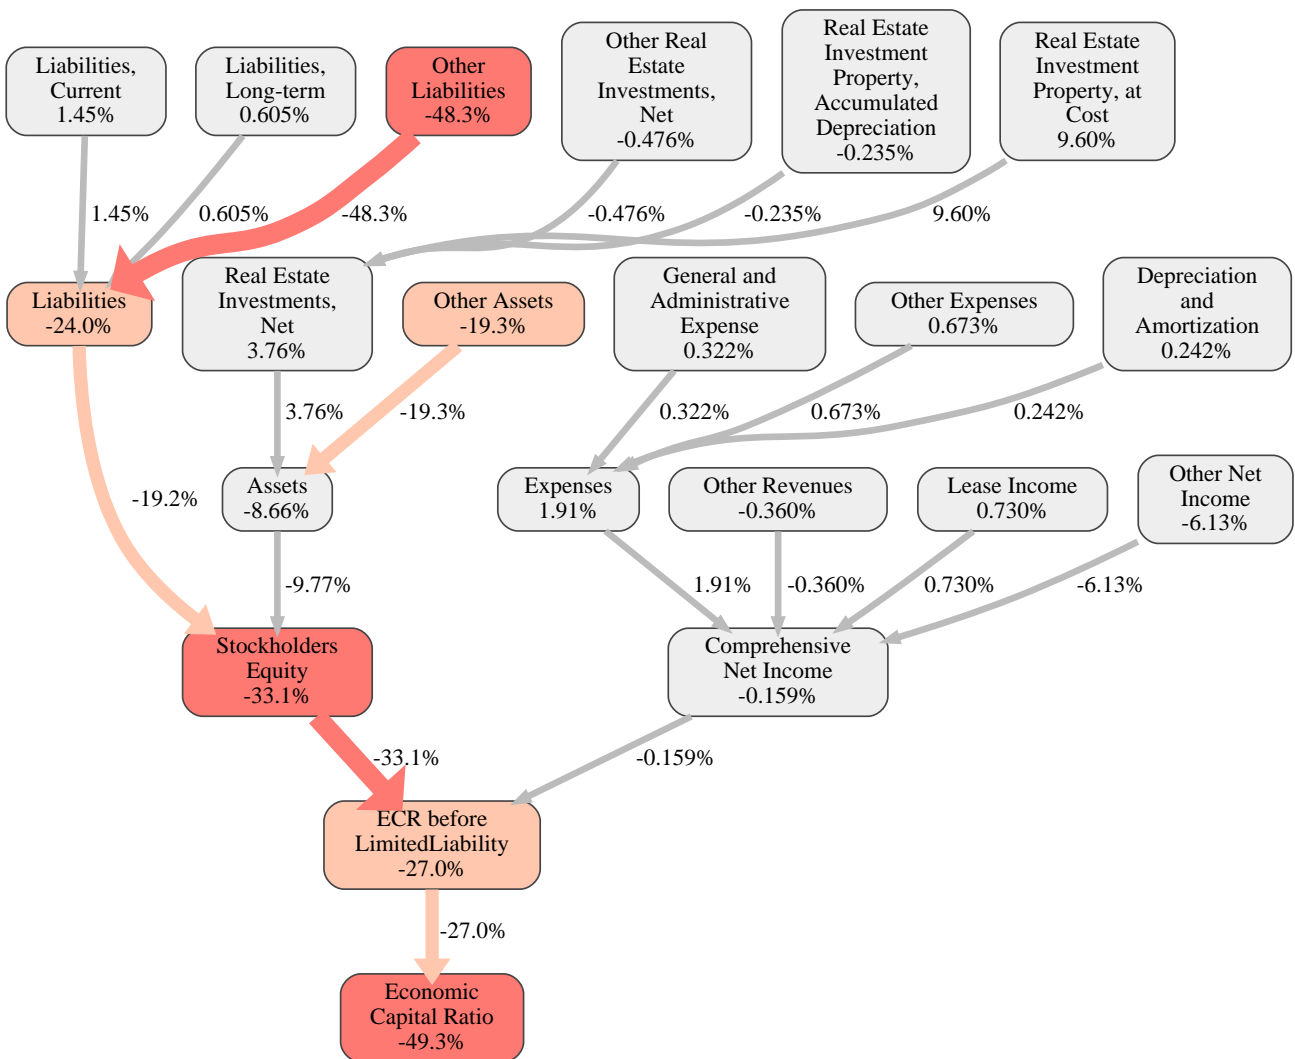 Liabilities,
Current
1.45%
Liabilities,
Long-term
0.605%
Other
Liabilities
-48.3%
Other Real
Estate
Investments,
Net
-0.476%
Real Estate
Investment
Property,
Accumulated
Depreciation
-0.235%
Real Estate
Investment
Property, at
Cost
9.60%
1.45%
0.605%
-48.3%
-0.476%
-0.235%
9.60%
Liabilities
-24.0%
Real Estate
Investments,
Net
3.76%
Other Assets
-19.3%
General and
Administrative
Expense
0.322%
Other Expenses
0.673%
Depreciation
and
Amortization
0.242%
3.76%
-19.3%
0.322%
0.673%
0.242%
-19.2%
Assets
-8.66%
Expenses
1.91%
Other Revenues
-0.360%
Lease Income
0.730%
Other Net
Income
-6.13%
-9.77%
1.91%
-0.360%
0.730%
-6.13%
Stockholders
Equity
-33.1%
Comprehensive
Net Income
-0.159%
-33.1%
-0.159%
ECR before
LimitedLiability
-27.0%
-27.0%
Economic
Capital Ratio
-49.3%